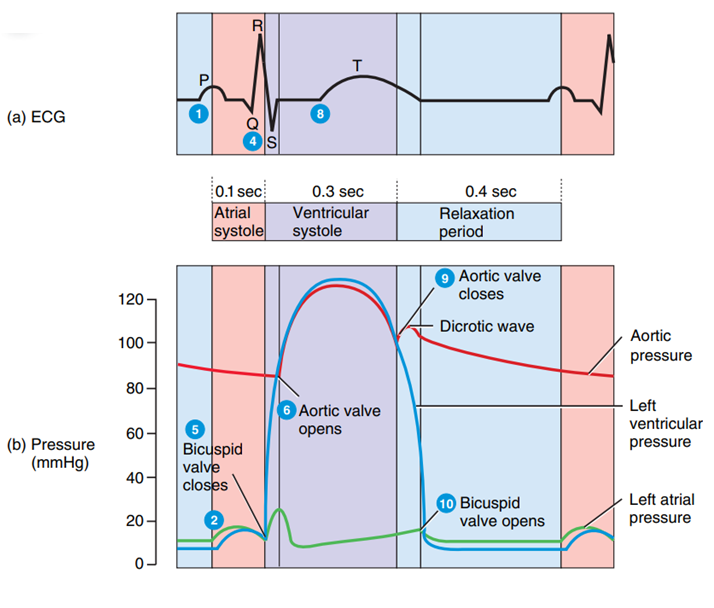 R
P
T
(a) ECG
1
Q
4
S
8
0.1 sec
0.3 sec
0.4 sec
Atrial
systole
Ventricular
systole
Relaxation
period
9 Aortic valve
closes
Dicrotic wave
120
100
80
60
40
20
0
(b) Pressure
(mmHg)
Aortic
pressure
6 Aortic valve
opens
5
Bicuspid
valve
closes
Left
ventricular
pressure
2
10 Bicuspid
valve opens
Left atrial
pressure